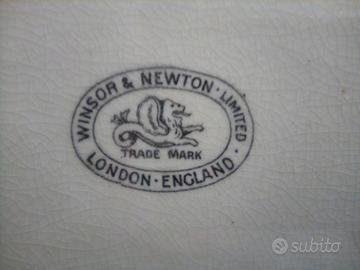 WINSOR & NEWTON·LIMITED·
TRADE MARK
LONDON·ENGLAND·
subito